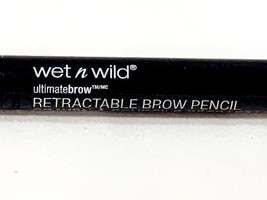 wet n wild®
ultimatebrow™/MC
RETRACTABLE BROW PENCIL